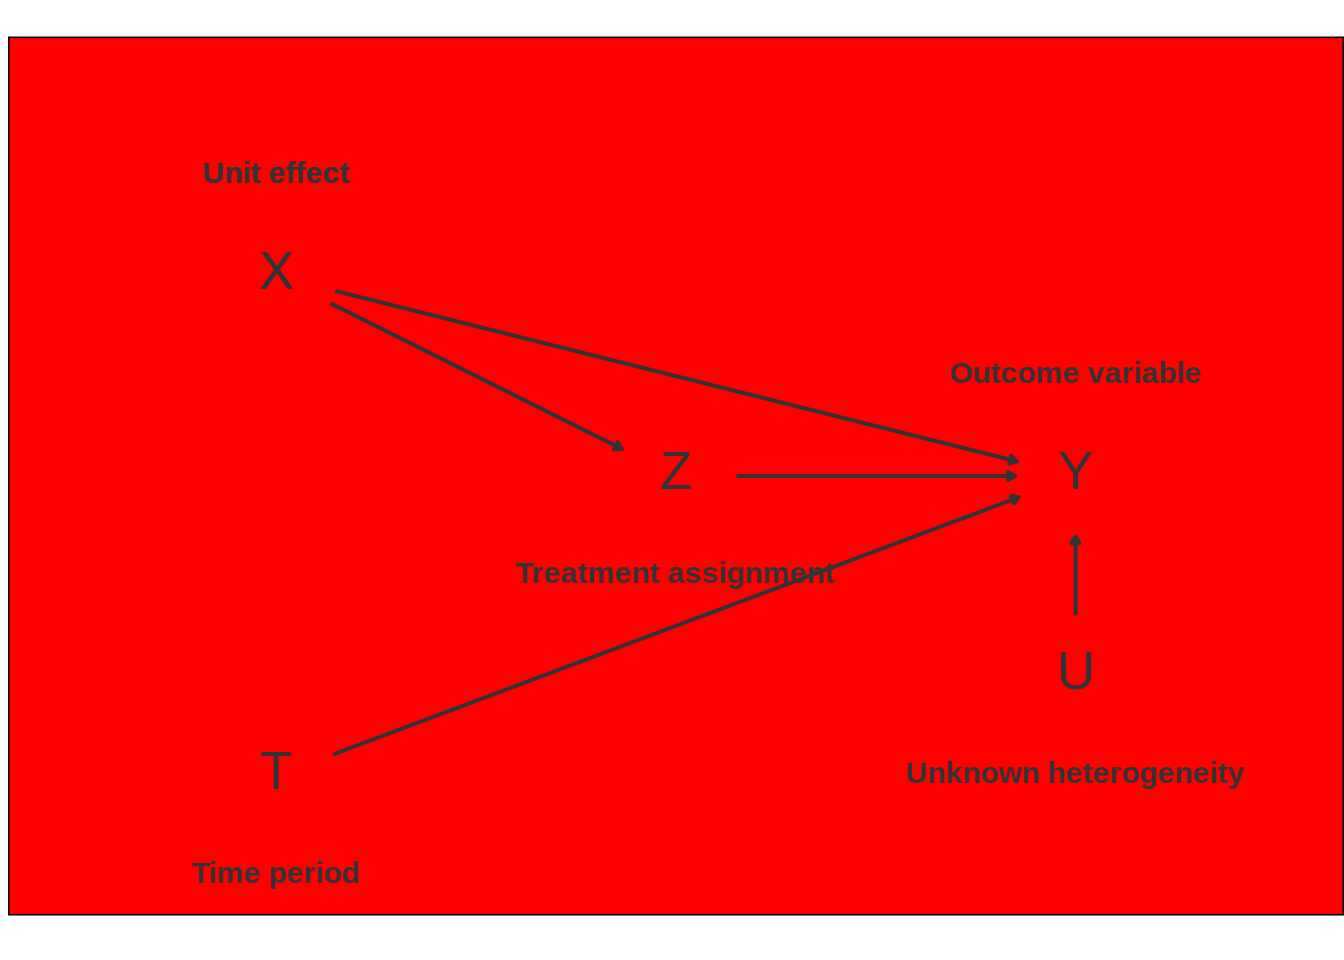 Unit effect
X
Outcome variable
Z
Y
Treatment assignment
U
T
Unknown heterogeneity
Time period